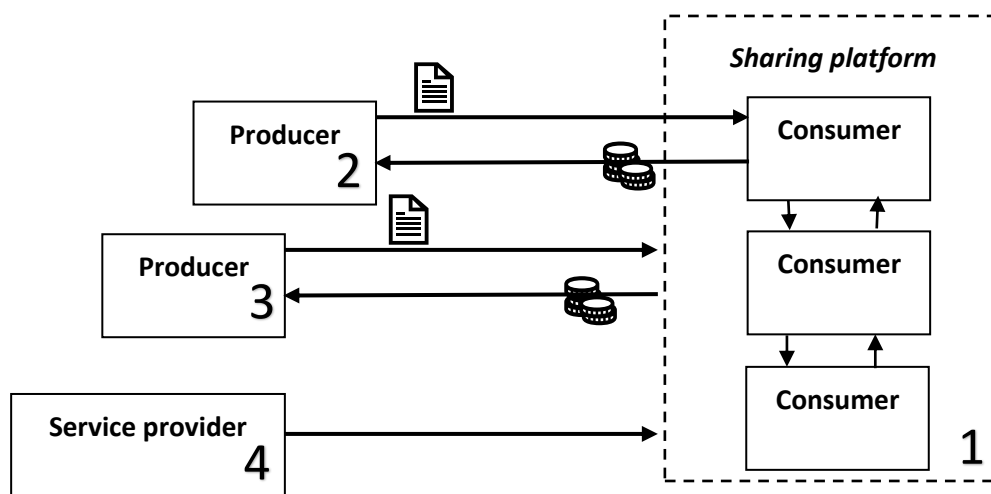 Sharing platform
Producer
2
Consumer
Producer
3
Consumer
Service provider
4
Consumer
1